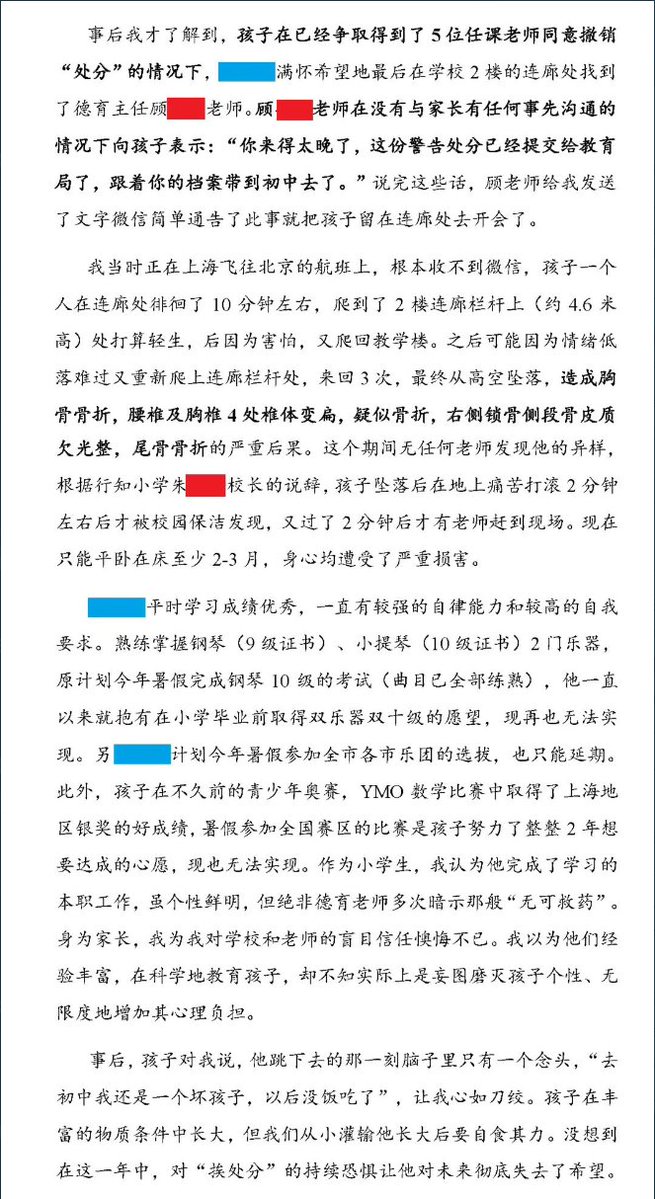 事后我才了解到，孩子在已经争取得到了5位任课老师同意撤销
“处分”的情况下，满怀希望地最后在学校2楼的连廊处找到
了德育主任顾老师。顾老师在没有与家长有任何事先沟通的
情况下向孩子表示：“你来得太晚了，这份警告处分已经提交给教育
局了，跟着你的档案带到初中去了。”说完这些话，顾老师给我发送
了文字微信简单通告了此事就把孩子留在连廊处去开会了。
我当时正在上海飞往北京的航班上，根本收不到微信，孩子一个
人在连廊处徘徊了10分钟左右，爬到了2楼连廊栏杆上（约4.6米
高）处打算轻生，后因为害怕，又爬回教学楼。之后可能因为情绪低
落难过又重新爬上连廊栏杆处，来回3次，最终从高空坠落，造成胸
骨骨折，腰椎及胸椎4处椎体变扁，疑似骨折，右侧锁骨侧段骨皮质
欠光整，尾骨骨折的严重后果。这个期间无任何老师发现他的异样，
根据行知小学朱校长的说辞，孩子坠落后在地上痛苦打滚2分钟
左右后才被校园保洁发现，又过了2分钟后才有老师赶到现场。现在
只能平卧在床至少2-3月，身心均遭受了严重损害。
平时学习成绩优秀，一直有较强的自律能力和较高的自我
要求。熟练掌握钢琴（9级证书）、小提琴（10级证书）2门乐器，
原计划今年暑假完成钢琴10级的考试（曲目已全部练熟），他一直
以来就抱有在小学毕业前取得双乐器双十级的愿望，现再也无法实
现。另计划今年暑假参加全市各市乐团的选拔，也只能延期。
此外，孩子在不久前的青少年奥赛，YMO数学比赛中取得了上海地
区银奖的好成绩，暑假参加全国赛区的比赛是孩子努力了整整2年想
要达成的心愿，现也无法实现。作为小学生，我认为他完成了学习的
本职工作，虽个性鲜明，但绝非德育老师多次暗示那般“无可救药”。
身为家长，我为我对学校和老师的盲目信任懊悔不已。我以为他们经
验丰富，在科学地教育孩子，却不知实际上是妄图磨灭孩子个性、无
限度地增加其心理负担。
事后，孩子对我说，他跳下去的那一刻脑子里只有一个念头，“去
初中我还是一个坏孩子，以后没饭吃了”，让我心如刀绞。孩子在丰
富的物质条件中长大，但我们从小灌输他长大后要自食其力。没想到
在这一年中，对“挨处分”的持续恐惧让他对未来彻底失去了希望。